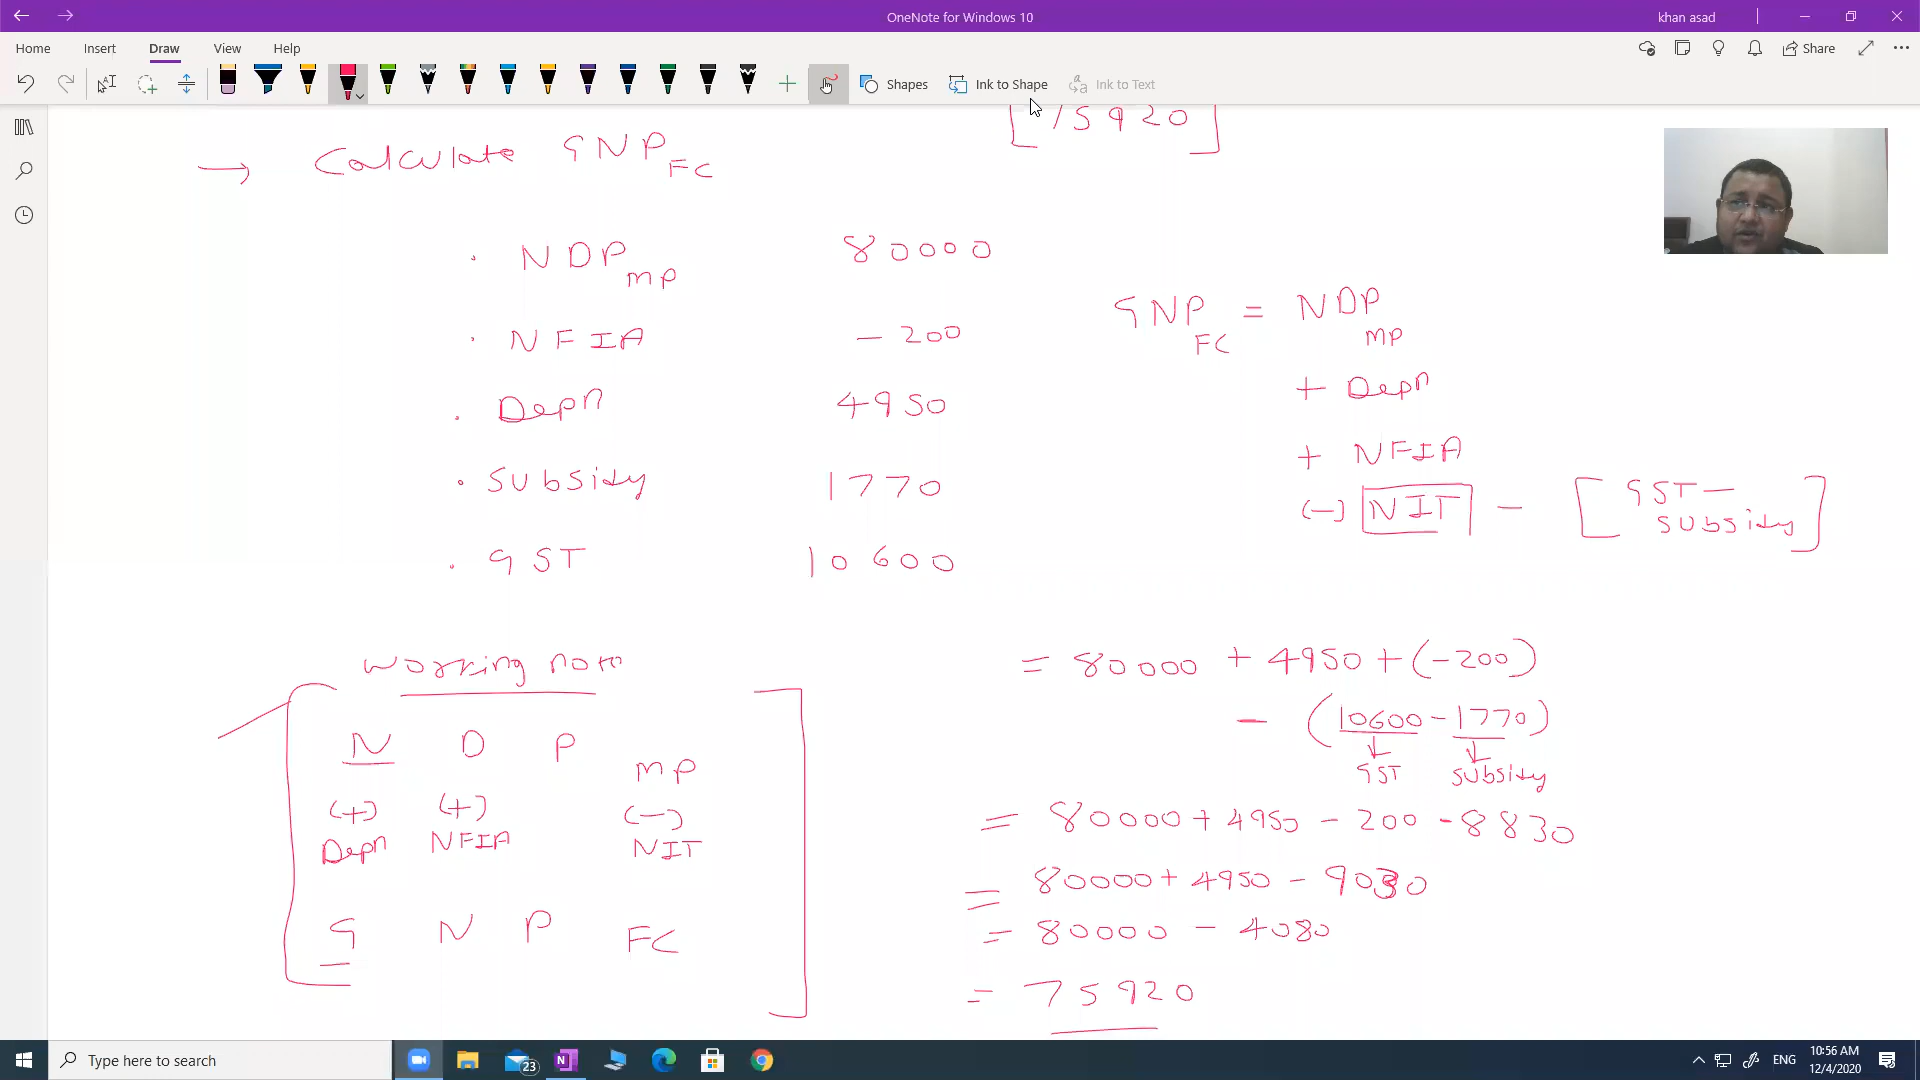 OneNote for Windows 10
khan asad
Home Insert Draw View Help
Share
Shapes Ink to Shape Ink to Text
[75920]
→ Calculate GNP FC
· NDP MP 80000
· NFIA -200
· Depn 4950
· Subsidy 1770
· GST 10600
GNP FC = NDP MP
+ Depn
+ NFIA
(-) NIT - [GST - subsidy]
Working note
N D P MP
(+) (+) (-)
Depn NFIA NIT
G N P FC
= 80000 + 4950 + (-200)
- (10600 - 1770)
GST subsidy
= 80000 + 4950 - 200 - 8830
= 80000 + 4950 - 9030
= 80000 - 4080
= 75920
Type here to search
23
ENG
10:56 AM
12/4/2020